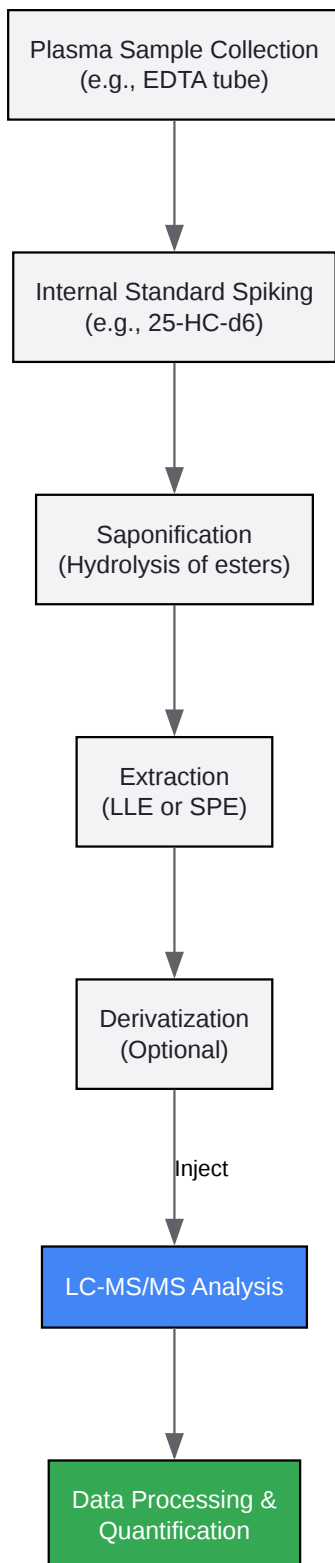 Plasma Sample Collection
(e.g., EDTA tube)
Internal Standard Spiking
(e.g., 25-HC-d6)
Saponification
(Hydrolysis of esters)
Extraction
(LLE or SPE)
Derivatization
(Optional)
Inject
LC-MS/MS Analysis
Data Processing &
Quantification